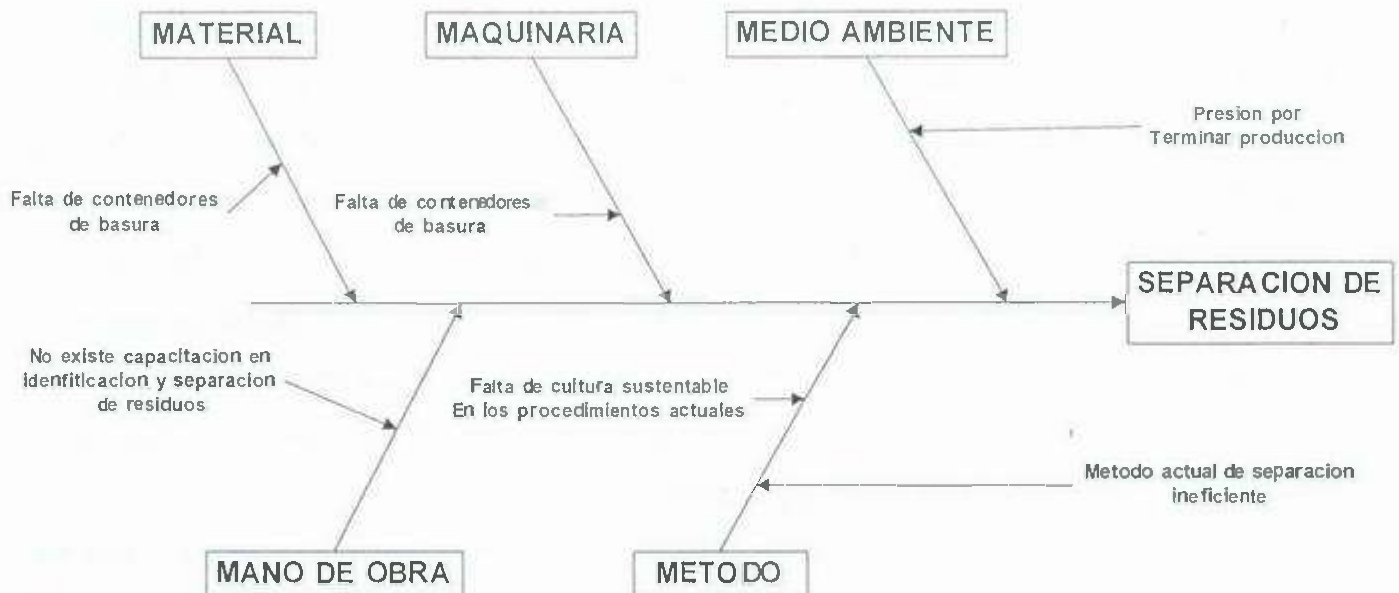 MATERIAL
MAQUINARIA
MEDIO AMBIENTE
Presion por
Terminar produccion
Falta de contenedores
de basura
Falta de contenedores
de basura
SEPARACION DE
RESIDUOS
No existe capacitacion en
idenfiticacion y separacion
de residuos
Falta de cultura sustentable
En los procedimientos actuales
Metodo actual de separacion
ineficiente
MANO DE OBRA
METODO